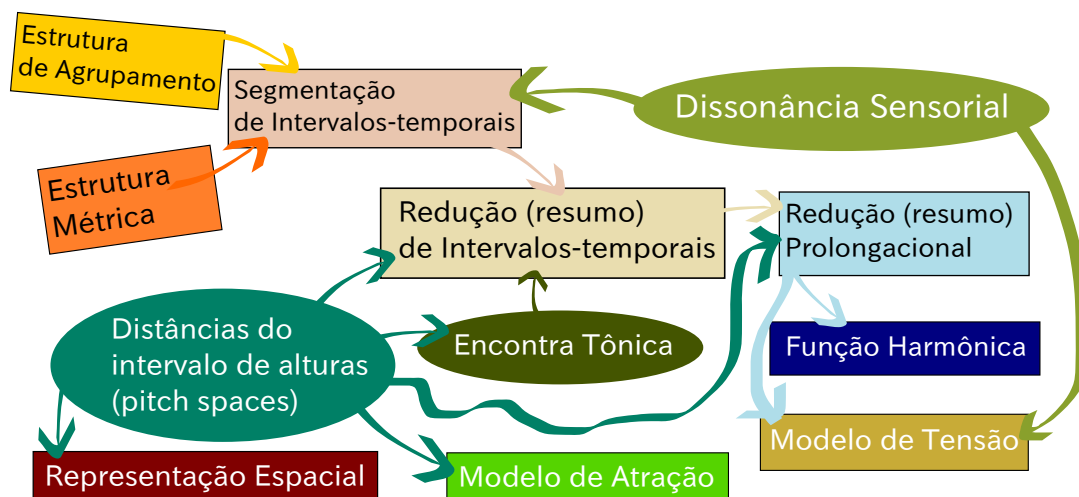 Estrutura
de Agrupamento
Segmentação
de Intervalos-temporais
Dissonância Sensorial
Estrutura
Métrica
Redução (resumo)
de Intervalos-temporais
Redução (resumo)
Prolongacional
Distâncias do
intervalo de alturas
(pitch spaces)
Encontra Tônica
Função Harmônica
Modelo de Tensão
Representação Espacial
Modelo de Atração